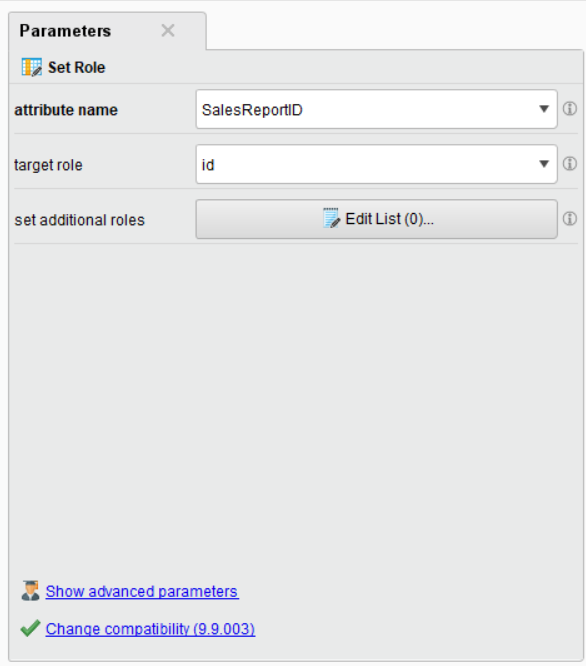 Parameters
Set Role
attribute name SalesReportID
target role id
set additional roles Edit List (0)...
Show advanced parameters
Change compatibility (9.9.003)